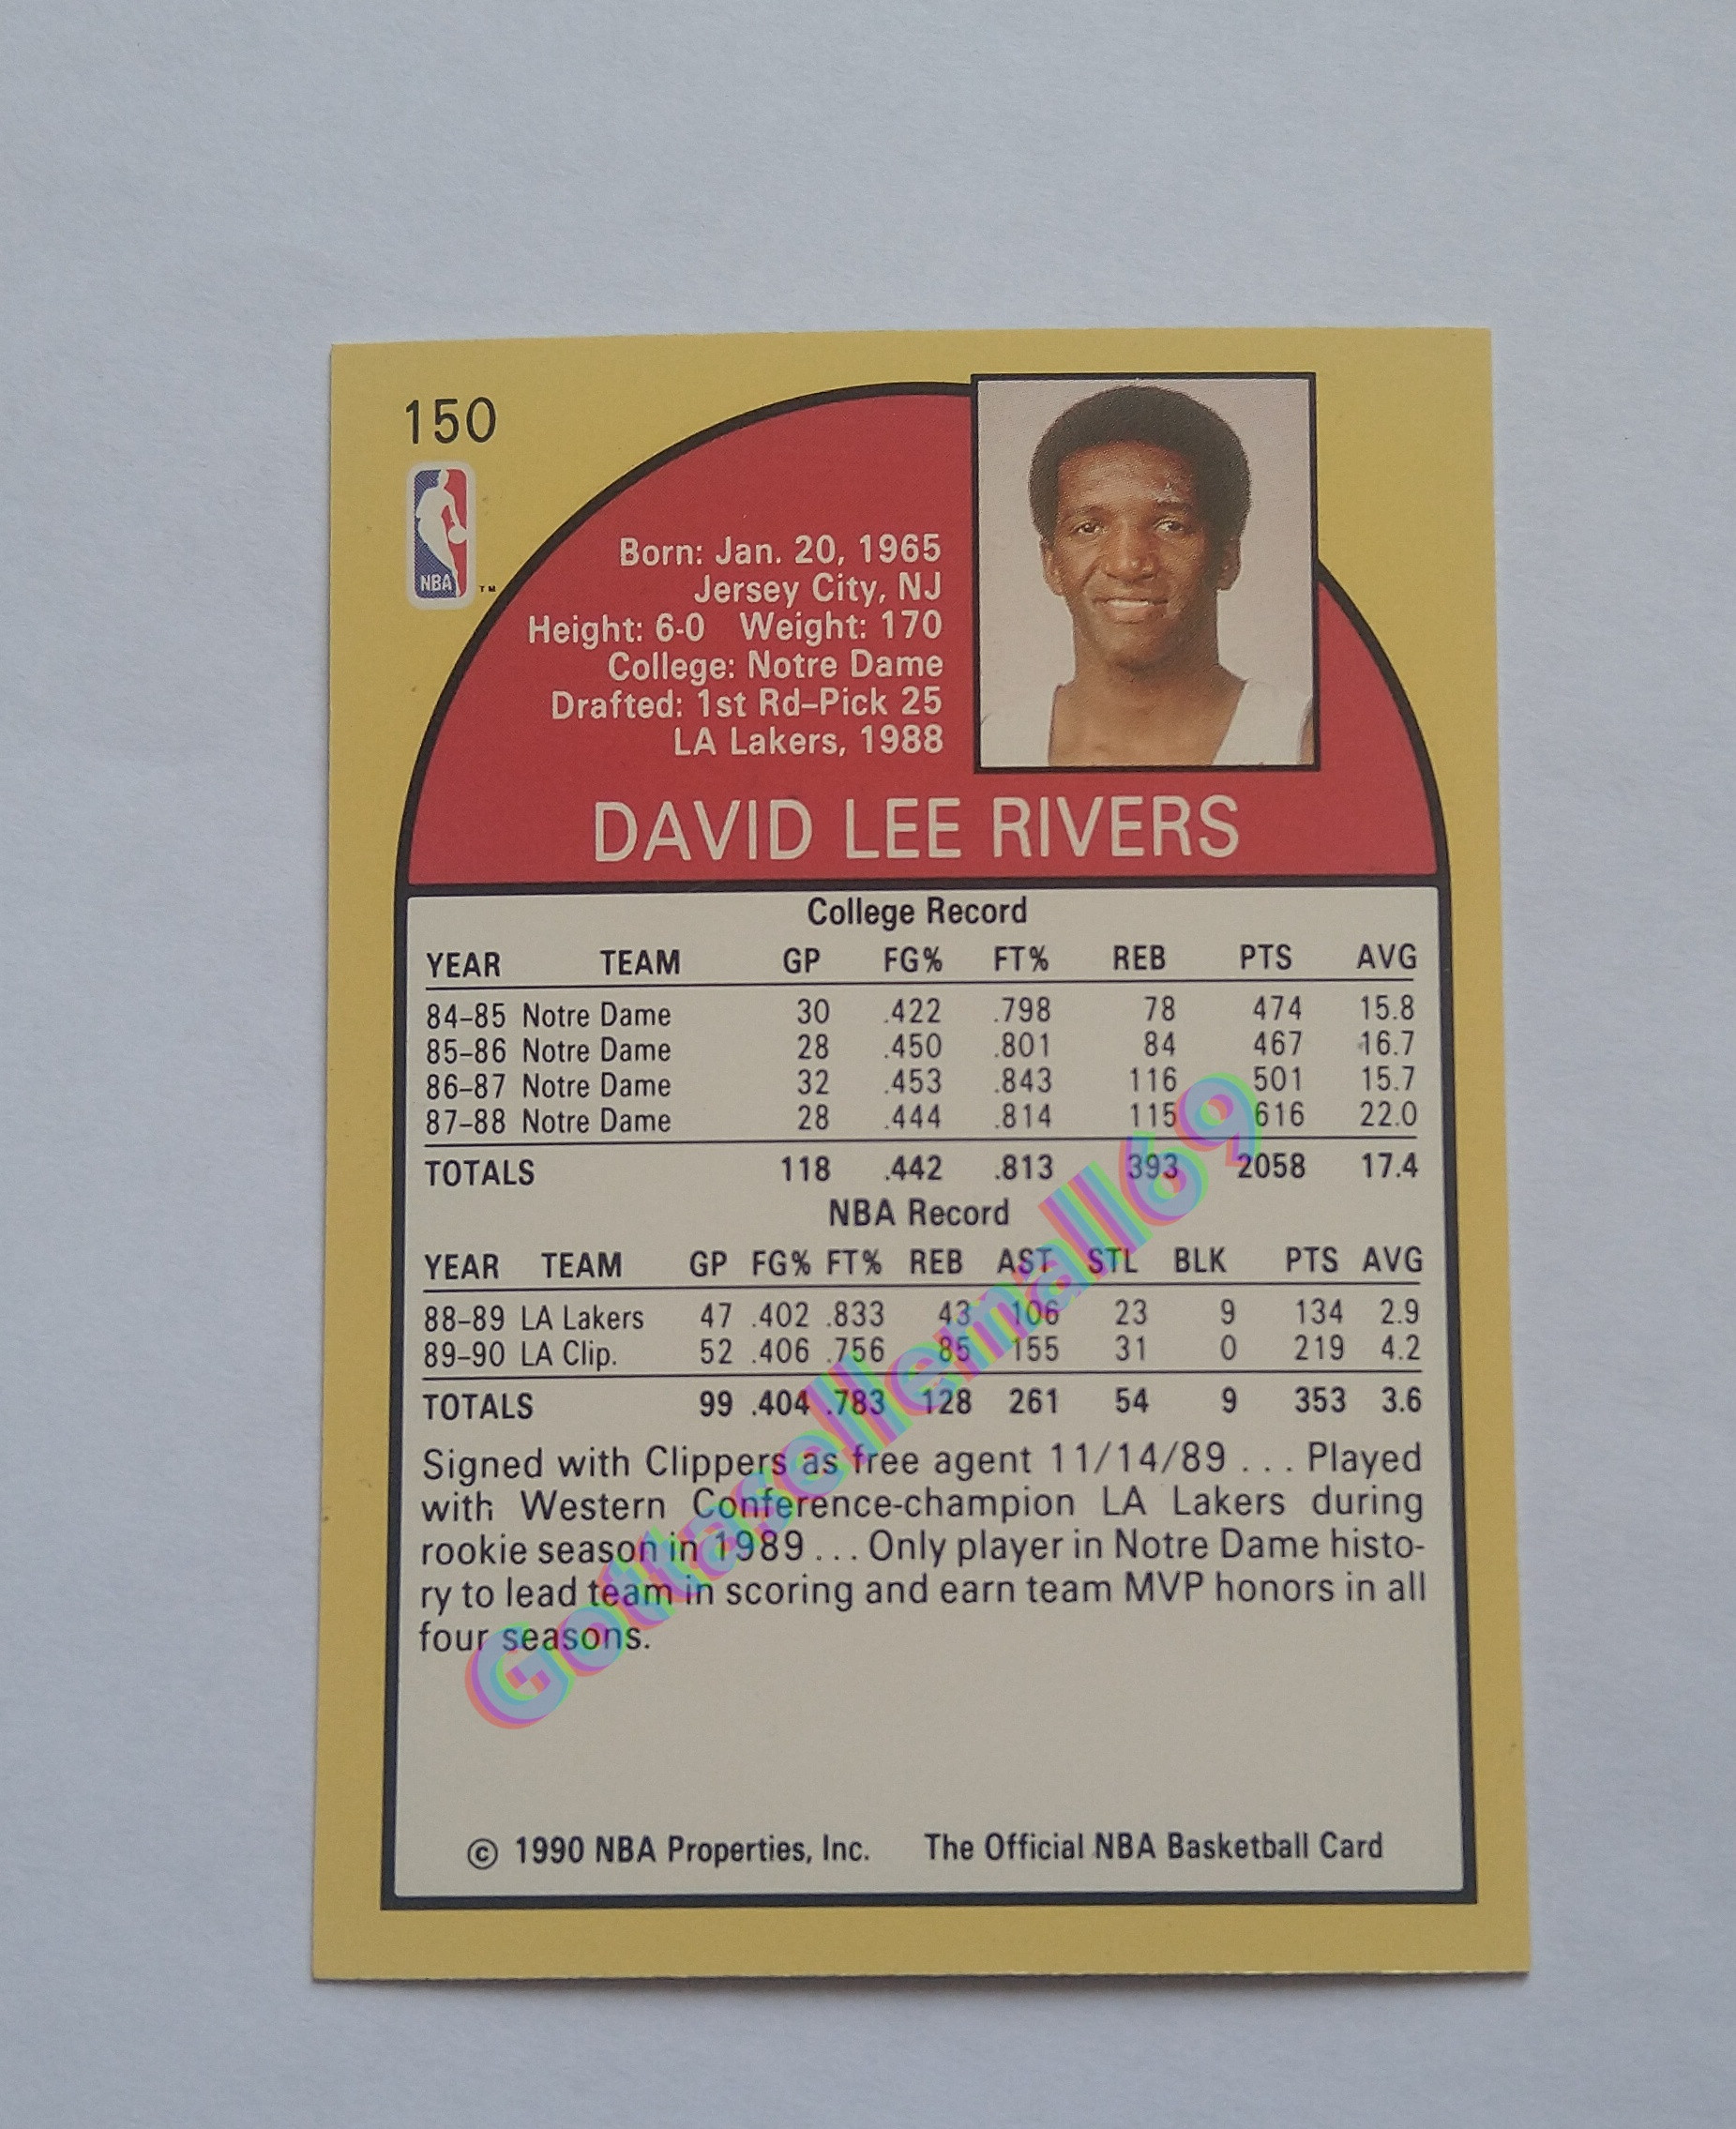 150
NBA
TM
Born: Jan. 20, 1965
Jersey City, NJ
Height: 6-0 Weight: 170
College: Notre Dame
Drafted: 1st Rd–Pick 25
LA Lakers, 1988
DAVID LEE RIVERS
College Record
YEAR TEAM GP FG% FT% REB PTS AVG
84–85 Notre Dame 30 .422 .798 78 474 15.8
85–86 Notre Dame 28 .450 .801 84 467 16.7
86–87 Notre Dame 32 .453 .843 116 501 15.7
87–88 Notre Dame 28 .444 .814 115 616 22.0
TOTALS 118 .442 .813 393 2058 17.4
NBA Record
YEAR TEAM GP FG% FT% REB AST STL BLK PTS AVG
88–89 LA Lakers 47 .402 .833 43 106 23 9 134 2.9
89–90 LA Clip. 52 .406 .756 85 155 31 0 219 4.2
TOTALS 99 .404 .783 128 261 54 9 353 3.6
Signed with Clippers as free agent 11/14/89 ... Played
with Western Conference-champion LA Lakers during
rookie season in 1989 ... Only player in Notre Dame histo-
ry to lead team in scoring and earn team MVP honors in all
four seasons.
Gottasellemall69
© 1990 NBA Properties, Inc. The Official NBA Basketball Card